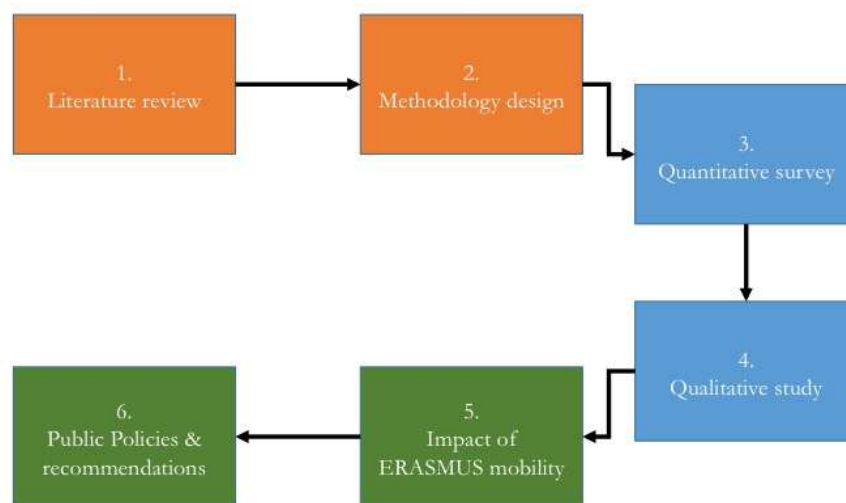 1.
Literature review
2.
Methodology design
3.
Quantitative survey
4.
Qualitative study
5.
Impact of
ERASMUS mobility
6.
Public Policies &
recommendations